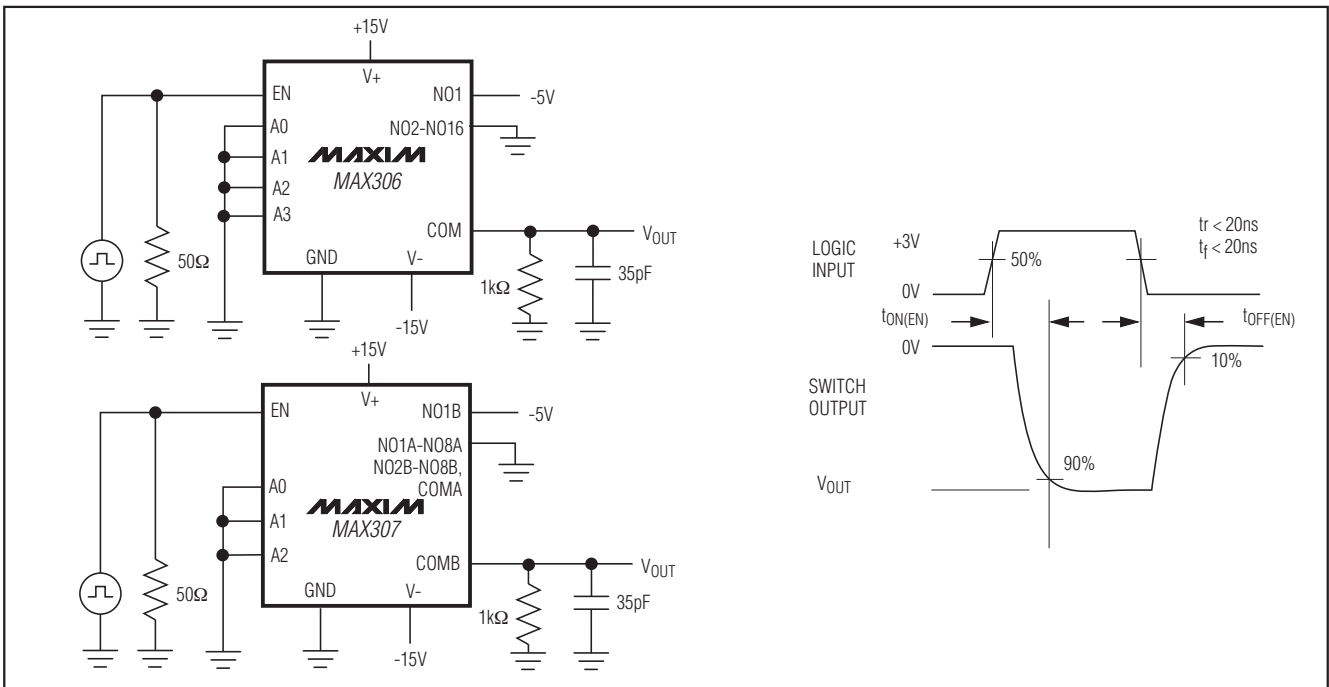 +15V
V+
EN
NO1
-5V
A0
NO2-NO16
A1
MAXIM
MAX306
A2
A3
COM
VOUT
50Ω
GND
V-
1kΩ
35pF
-15V
+15V
V+
EN
NO1B
-5V
NO1A-NO8A
NO2B-NO8B,
COMA
A0
MAXIM
MAX307
A1
A2
COMB
VOUT
50Ω
GND
V-
1kΩ
35pF
-15V
LOGIC
INPUT
+3V
50%
tr < 20ns
tf < 20ns
0V
tON(EN)
tOFF(EN)
0V
10%
SWITCH
OUTPUT
90%
VOUT